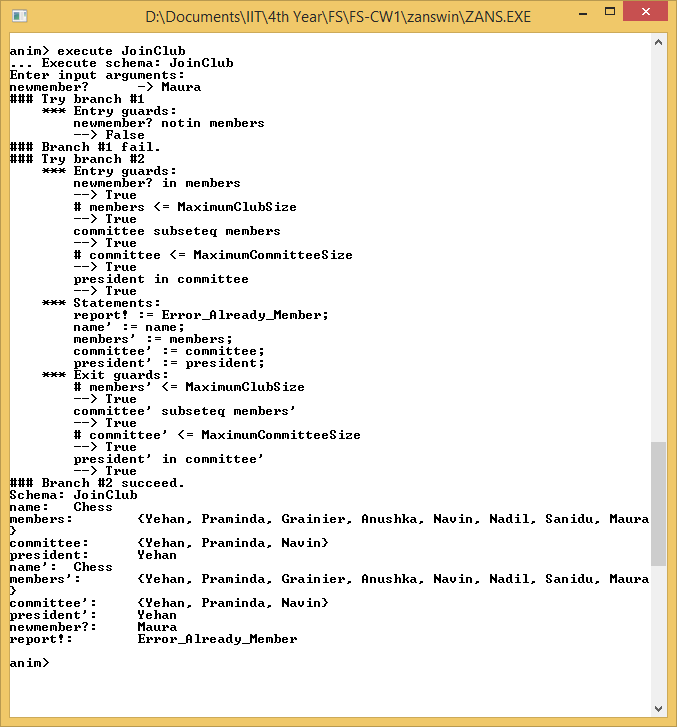 D:\Documents\IIT\4th Year\FS\FS-CW1\zanswin\ZANS.EXE
anim> execute JoinClub
... Execute schema: JoinClub
Enter input arguments:
newmember?      -> Maura
### Try branch #1
    *** Entry guards:
        newmember? notin members
        --> False
### Branch #1 fail.
### Try branch #2
    *** Entry guards:
        newmember? in members
        --> True
        # members <= MaximumClubSize
        --> True
        committee subseteq members
        --> True
        # committee <= MaximumCommitteeSize
        --> True
        president in committee
        --> True
    *** Statements:
        report! := Error_Already_Member;
        name' := name;
        members' := members;
        committee' := committee;
        president' := president;
    *** Exit guards:
        # members' <= MaximumClubSize
        --> True
        committee' subseteq members'
        --> True
        # committee' <= MaximumCommitteeSize
        --> True
        president' in committee'
        --> True
### Branch #2 succeed.
Schema: JoinClub
name:   Chess
members:        {Yehan, Praminda, Grainier, Anushka, Navin, Nadil, Sanidu, Maura
}
committee:      {Yehan, Praminda, Navin}
president:      Yehan
name':  Chess
members':       {Yehan, Praminda, Grainier, Anushka, Navin, Nadil, Sanidu, Maura
}
committee':     {Yehan, Praminda, Navin}
president':     Yehan
newmember?:     Maura
report!:        Error_Already_Member
anim>